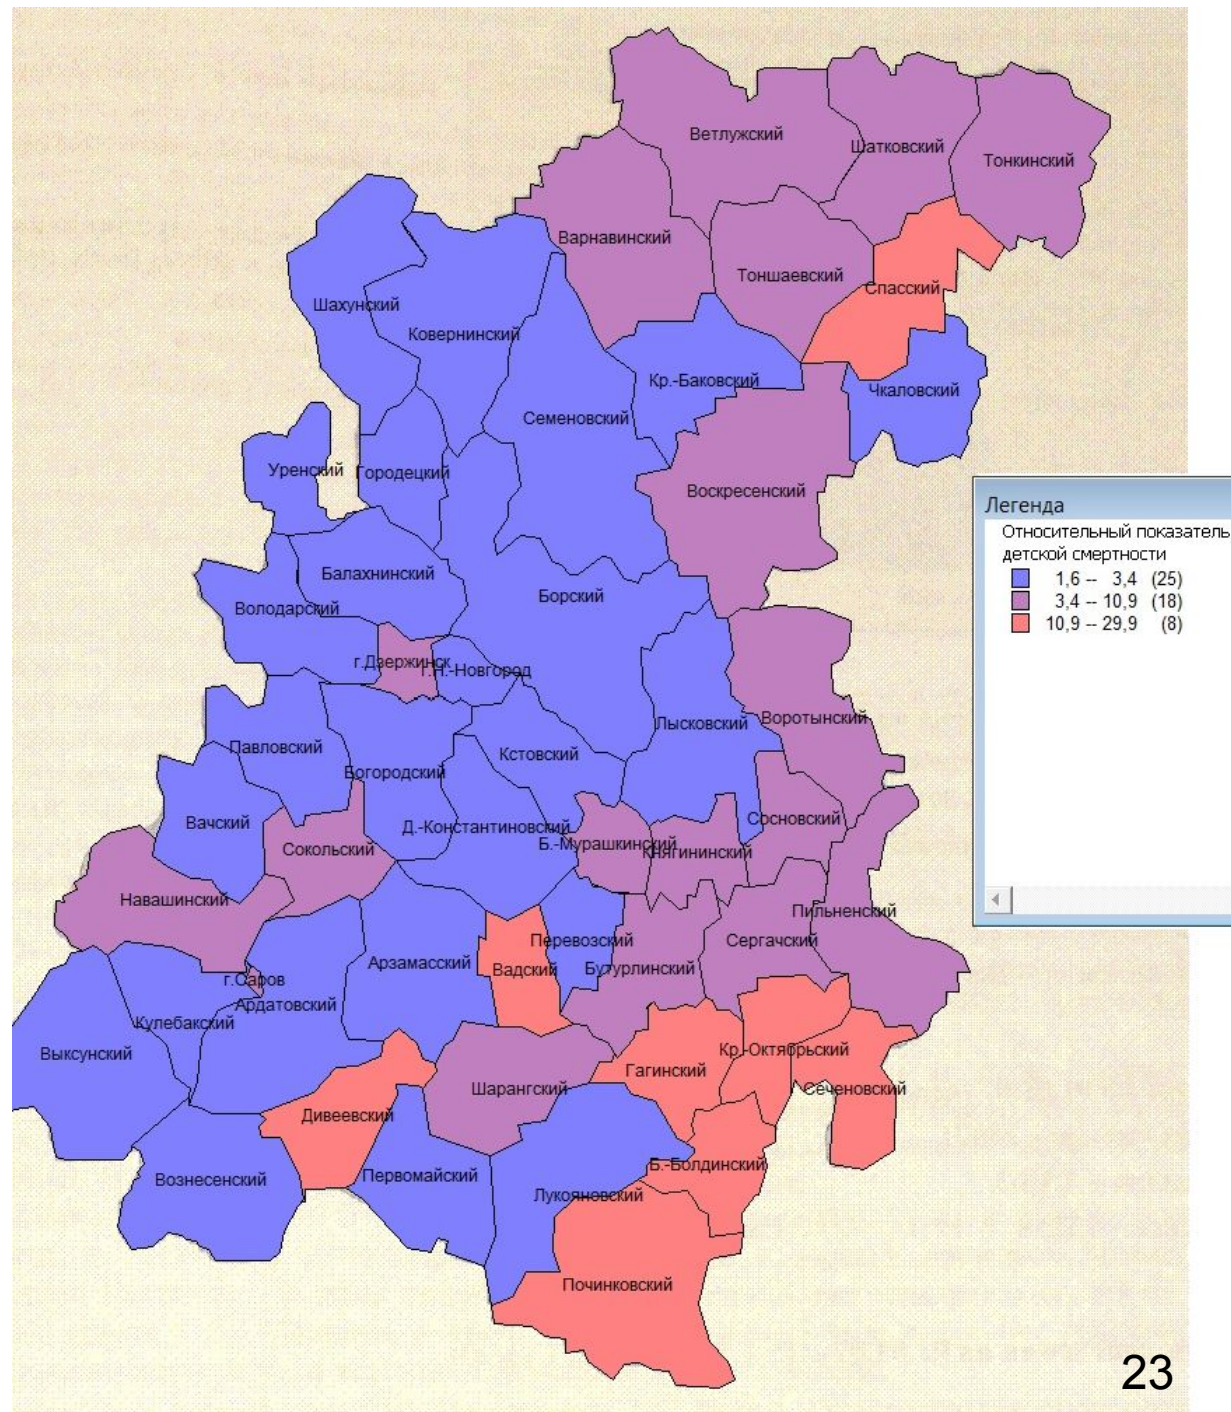 Ветлужский
Шатковский
Тонкинский
Варнавинский
Тоншаевский
Спасский
Шахунский
Ковернинский
Кр.-Баковский
Чкаловский
Семеновский
Уренский
Городецкий
Воскресенский
Балахнинский
Володарский
Борский
г.Дзержинск
г.Н.-Новгород
Лысковский
Воротынский
Павловский
Кстовский
Богородский
Вачский
Д.-Константиновский
Сосновский
Б.-Мурашкинский
Княгининский
Сокольский
Навашинский
Пильненский
Перевозский
Сергачский
Арзамасский
Вадский
Бутурлинский
г.Саров
Ардатовский
Кулебакский
Выксунский
Кр.-Октябрьский
Гагинский
Шарангский
Сеченовский
Дивеевский
Б.-Болдинский
Вознесенский
Первомайский
Лукояновский
Починковский
Легенда
Относительный показатель
детской смертности
1,6 -- 3,4 (25)
3,4 -- 10,9 (18)
10,9 -- 29,9 (8)
23